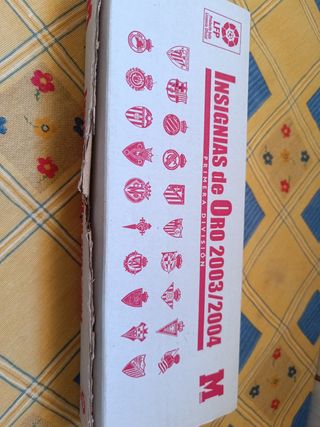 LFP
INSIGNIAS de ORO 2003/2004
PRIMERA DIVISIÓN
M